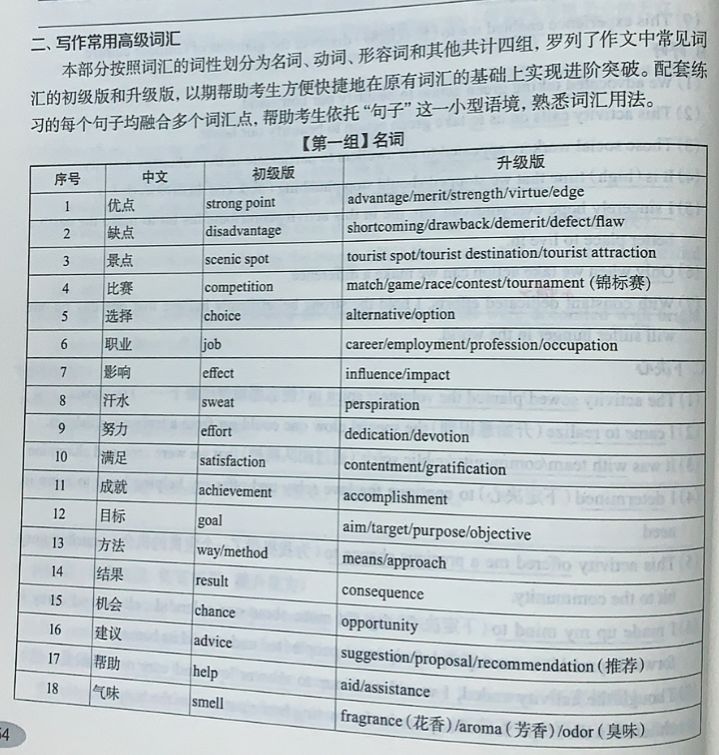 二、写作常用高级词汇
本部分按照词汇的词性划分为名词、动词、形容词和其他共计四组，罗列了作文中常见词
汇的初级版和升级版，以期帮助考生方便快捷地在原有词汇的基础上实现进阶突破。配套练
习的每个句子均融合多个词汇点，帮助考生依托“句子”这一小型语境，熟悉词汇用法。
【第一组】名词
序号 中文 初级版 升级版
1 优点 strong point advantage/merit/strength/virtue/edge
2 缺点 disadvantage shortcoming/drawback/demerit/defect/flaw
3 景点 scenic spot tourist spot/tourist destination/tourist attraction
4 比赛 competition match/game/race/contest/tournament (锦标赛)
5 选择 choice alternative/option
6 职业 job career/employment/profession/occupation
7 影响 effect influence/impact
8 汗水 sweat perspiration
9 努力 effort dedication/devotion
10 满足 satisfaction contentment/gratification
11 成就 achievement accomplishment
12 目标 goal aim/target/purpose/objective
13 方法 way/method means/approach
14 结果 result consequence
15 机会 chance opportunity
16 建议 advice suggestion/proposal/recommendation (推荐)
17 帮助 help aid/assistance
18 气味 smell fragrance (花香) /aroma (芳香) /odor (臭味)